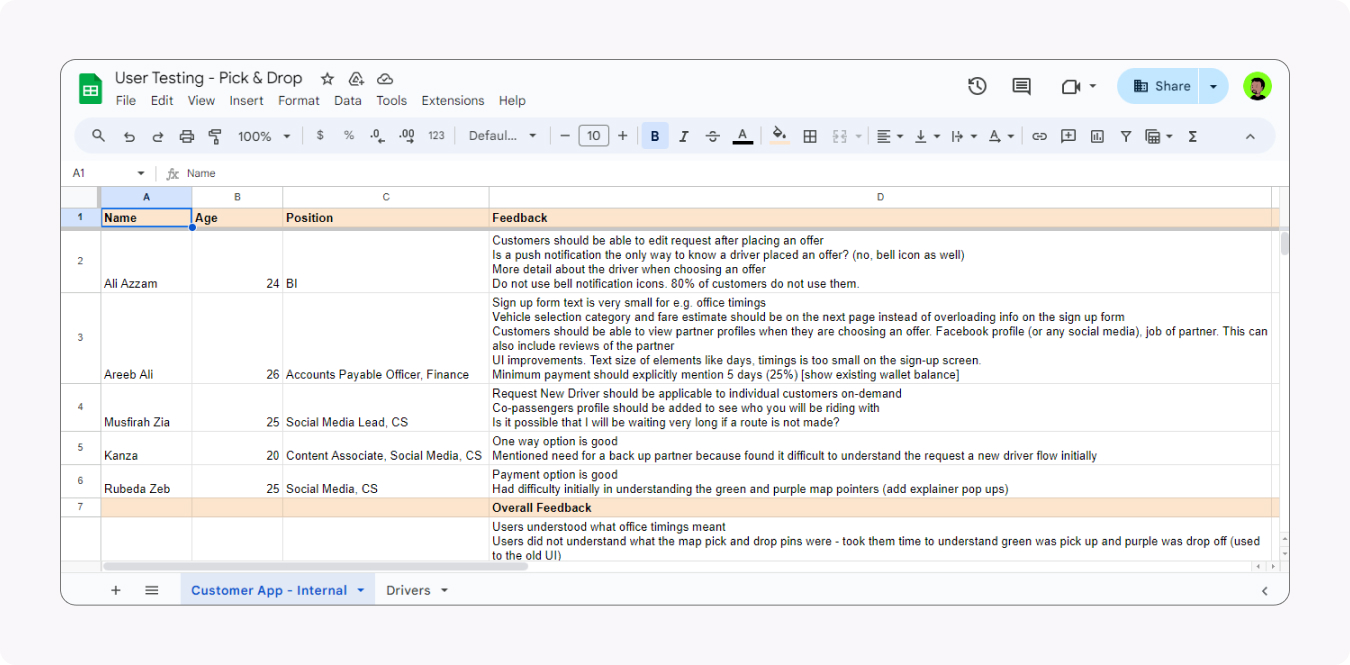 User Testing - Pick & Drop
File Edit View Insert Format Data Tools Extensions Help
Share
100% $ % .0 .00 123 Defaul... 10 B I A A Σ
A1 fx Name
A B C D
1 Name Age Position Feedback
Customers should be able to edit request after placing an offer
Is a push notification the only way to know a driver placed an offer? (no, bell icon as well)
More detail about the driver when choosing an offer
2 Ali Azzam 24 BI Do not use bell notification icons. 80% of customers do not use them.
Sign up form text is very small for e.g. office timings
Vehicle selection category and fare estimate should be on the next page instead of overloading info on the sign up form
Customers should be able to view partner profiles when they are choosing an offer. Facebook profile (or any social media), job of partner. This can
also include reviews of the partner
UI improvements. Text size of elements like days, timings is too small on the sign-up screen.
3 Areeb Ali 26 Accounts Payable Officer, Finance Minimum payment should explicitly mention 5 days (25%) [show existing wallet balance]
Request New Driver should be applicable to individual customers on-demand
Co-passengers profile should be added to see who you will be riding with
4 Musfirah Zia 25 Social Media Lead, CS Is it possible that I will be waiting very long if a route is not made?
One way option is good
5 Kanza 20 Content Associate, Social Media, CS Mentioned need for a back up partner because found it difficult to understand the request a new driver flow initially
Payment option is good
6 Rubeda Zeb 25 Social Media, CS Had difficulty initially in understanding the green and purple map pointers (add explainer pop ups)
7 Overall Feedback
Users understood what office timings meant
Users did not understand what the map pick and drop pins were - took them time to understand green was pick up and purple was drop off (used
to the old UI)
Customer App - Internal Drivers